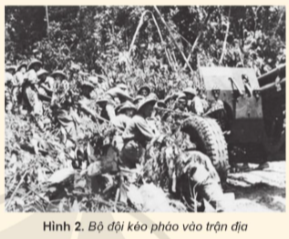 Hình 2. Bộ đội kéo pháo vào trận địa